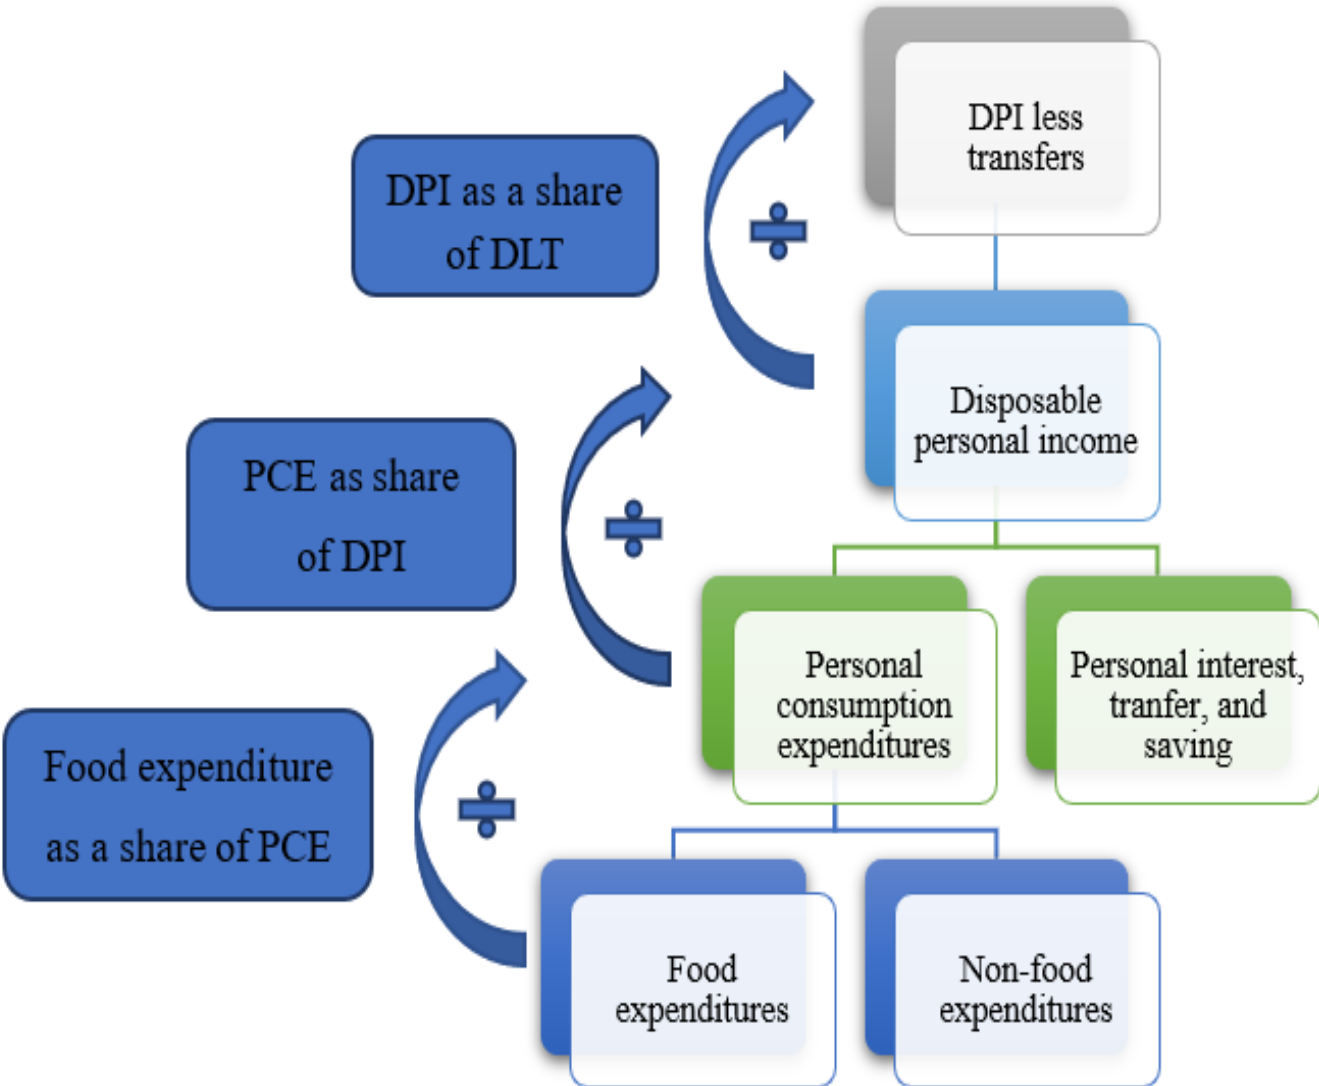 DPI less
transfers
DPI as a share
of DLT
Disposable
personal income
PCE as share
of DPI
Personal
consumption
expenditures
Personal interest,
tranfer, and
saving
Food expenditure
as a share of PCE
Food
expenditures
Non-food
expenditures